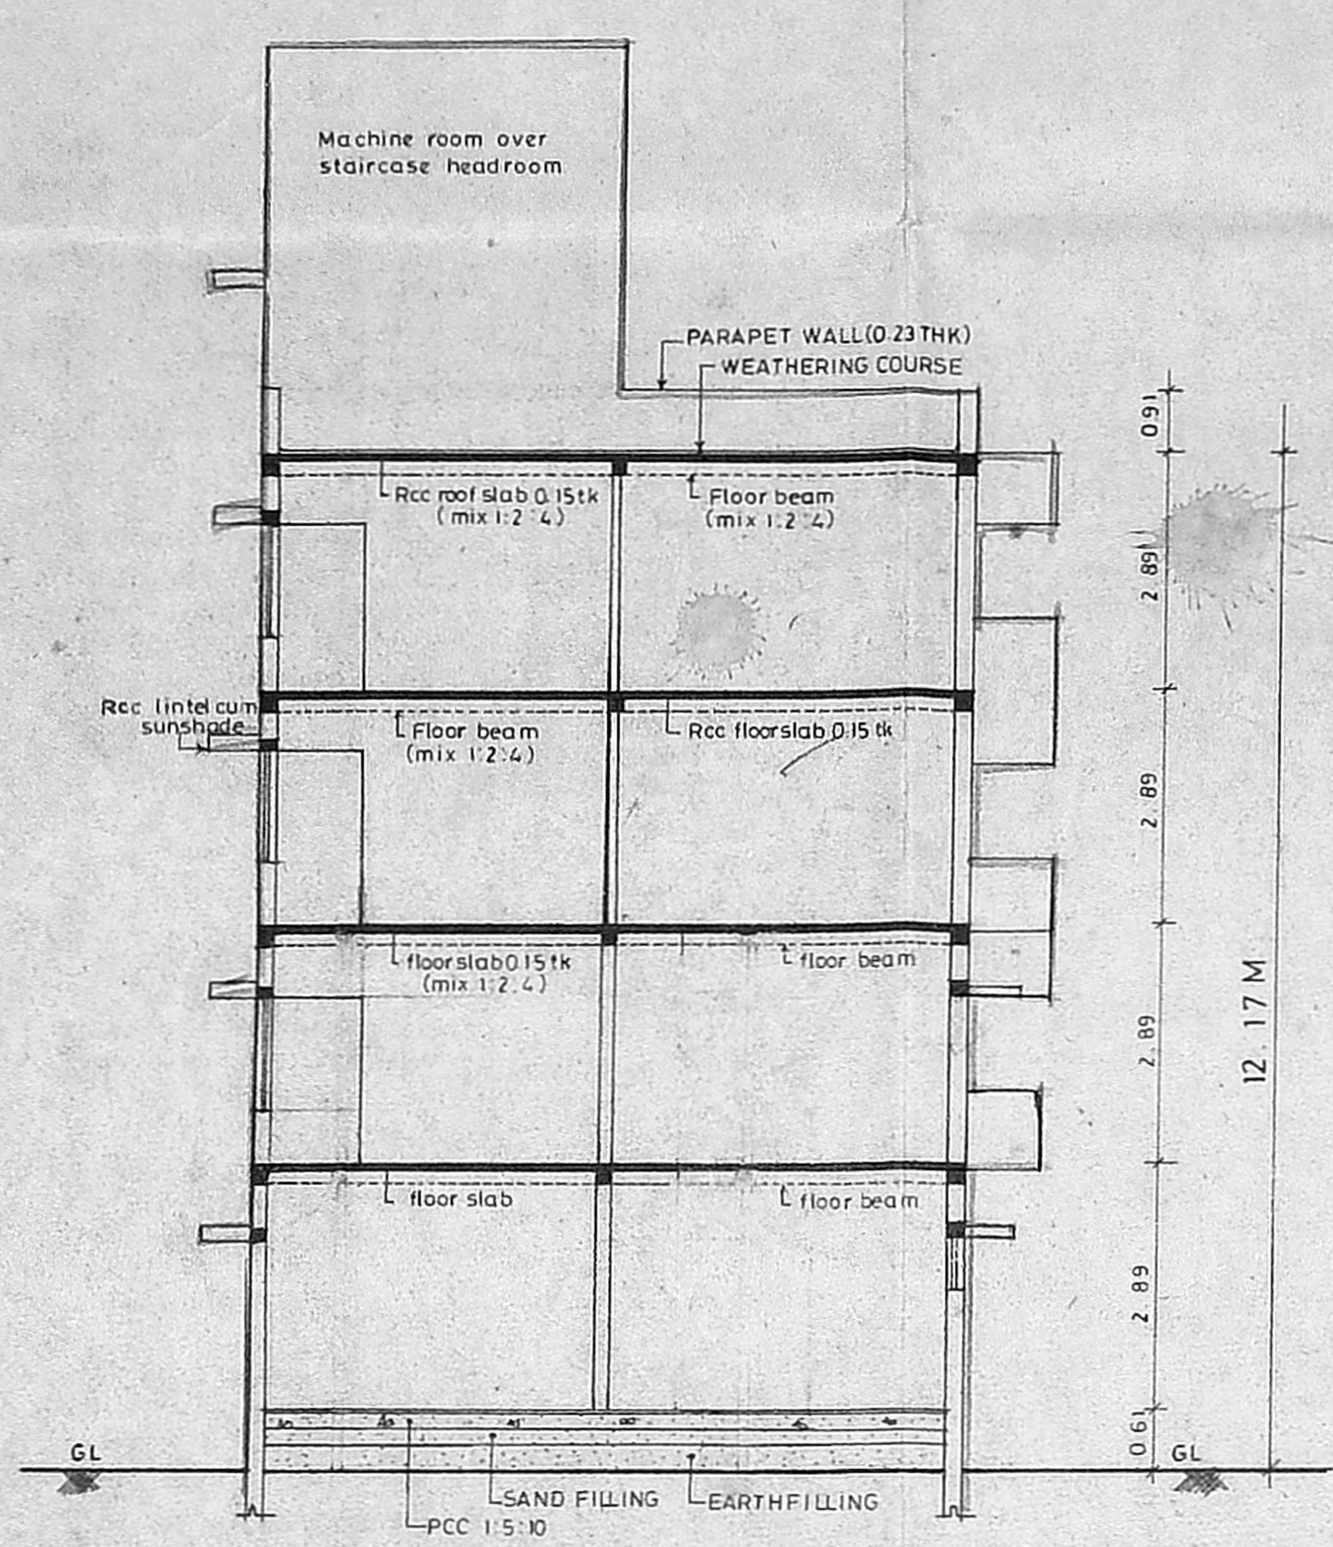 Machine room over
staircase headroom
PARAPET WALL(0.23 THK)
WEATHERING COURSE
0.91
Rcc roof slab 0.15tk
(mix 1:2:4)
Floor beam
(mix 1:2:4)
2.89
Rcc lintel cum
sunshade
Floor beam
(mix 1:2:4)
Rcc floorslab 0.15 tk
2.89
floorslab 0.15tk
(mix 1:2:4)
floor beam
2.89
12.17 M
floor slab
floor beam
2.89
0.61
GL
GL
SAND FILLING
EARTHFILLING
PCC 1:5:10